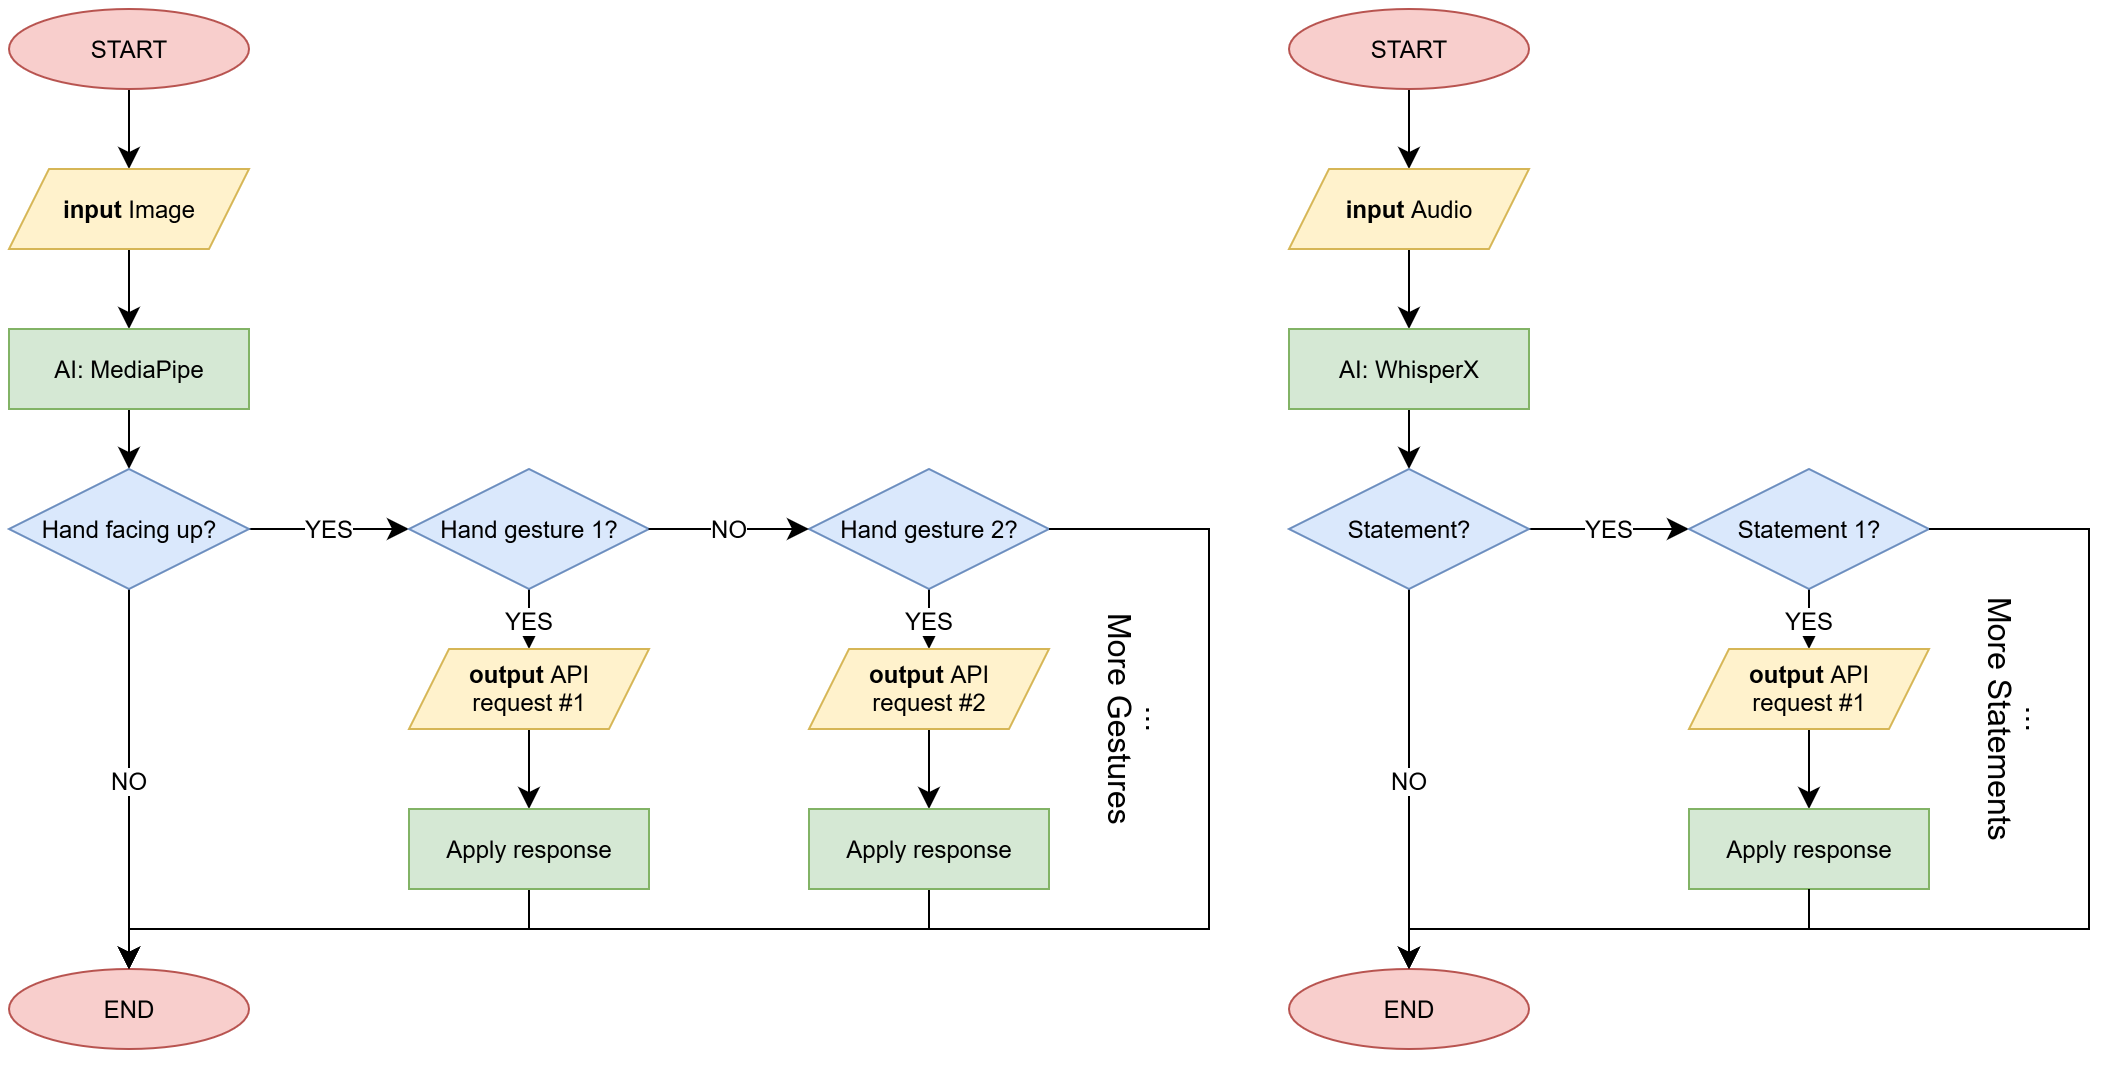 START
input Image
AI: MediaPipe
Hand facing up?
YES
Hand gesture 1?
NO
Hand gesture 2?
YES
output API
request #1
Apply response
YES
output API
request #2
Apply response
...
More Gestures
NO
END
START
input Audio
AI: WhisperX
Statement?
YES
Statement 1?
YES
output API
request #1
Apply response
...
More Statements
NO
END